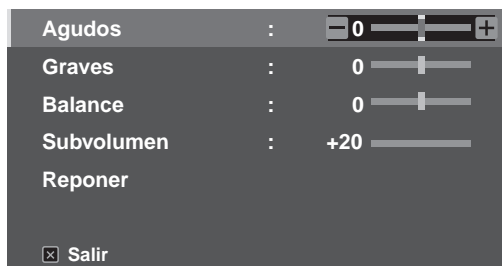 Agudos : 0
Graves : 0
Balance : 0
Subvolumen : +20
Reponer
Salir